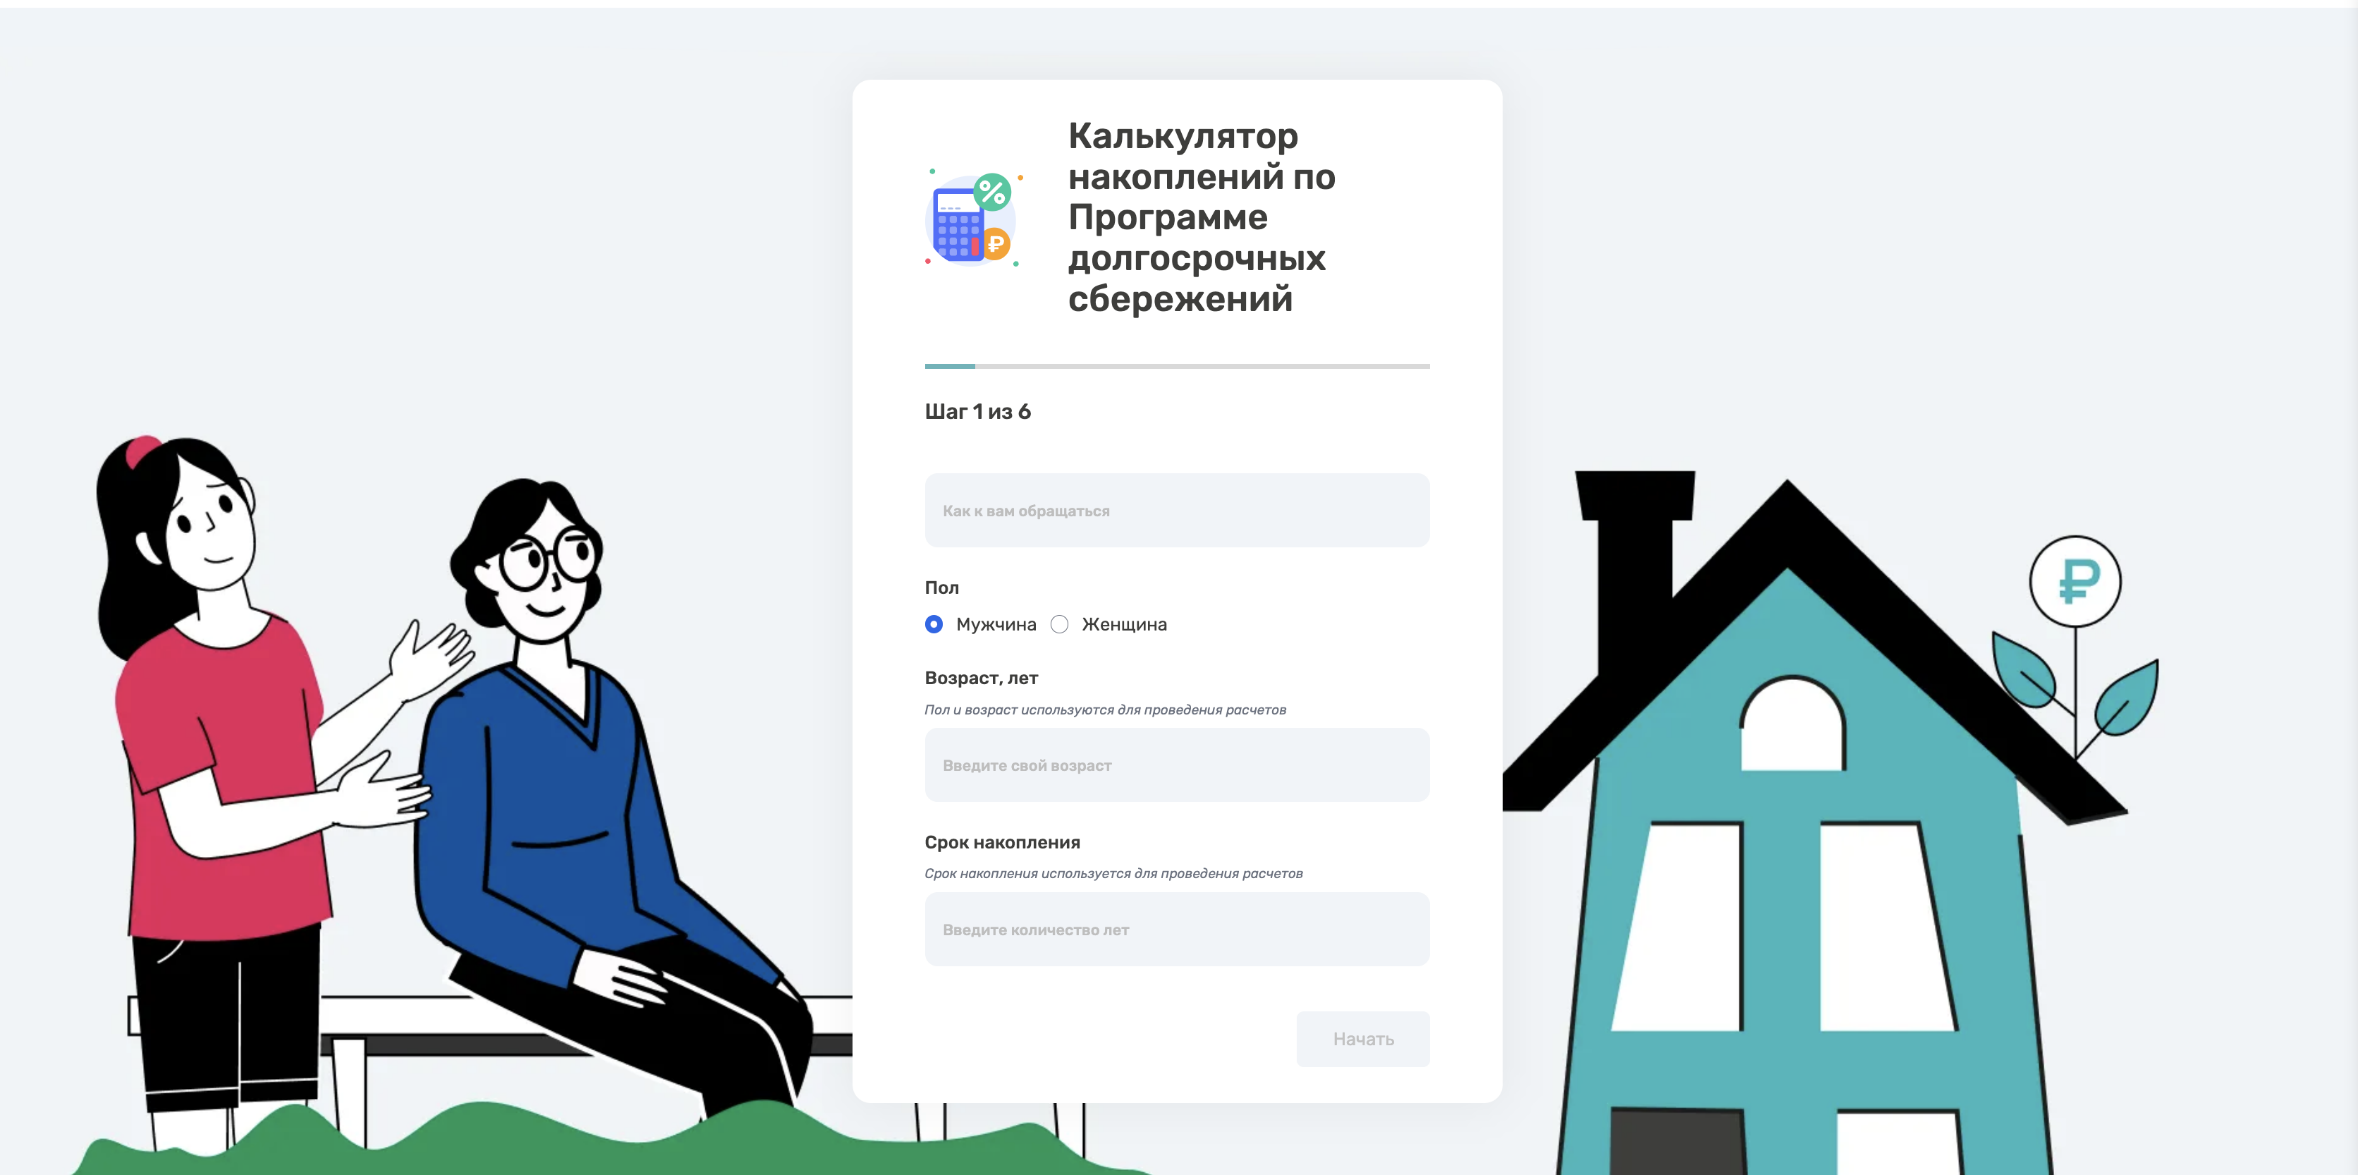 Калькулятор
накоплений по
Программе
долгосрочных
сбережений
%
₽
Шаг 1 из 6
Как к вам обращаться
Пол
Мужчина Женщина
Возраст, лет
Пол и возраст используются для проведения расчетов
Введите свой возраст
Срок накопления
Срок накопления используется для проведения расчетов
Введите количество лет
Начать
₽